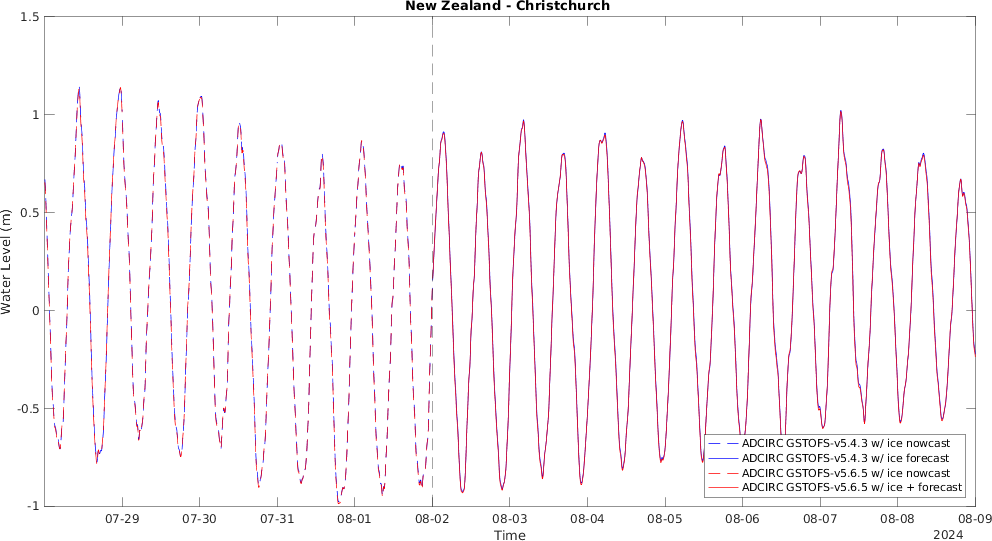 New Zealand - Christchurch
1.5
1
0.5
0
-0.5
-1
Water Level (m)
ADCIRC GSTOFS-v5.4.3 w/ ice nowcast
ADCIRC GSTOFS-v5.4.3 w/ ice forecast
ADCIRC GSTOFS-v5.6.5 w/ ice nowcast
ADCIRC GSTOFS-v5.6.5 w/ ice + forecast
07-29 07-30 07-31 08-01 08-02 08-03 08-04 08-05 08-06 08-07 08-08 08-09
Time
2024